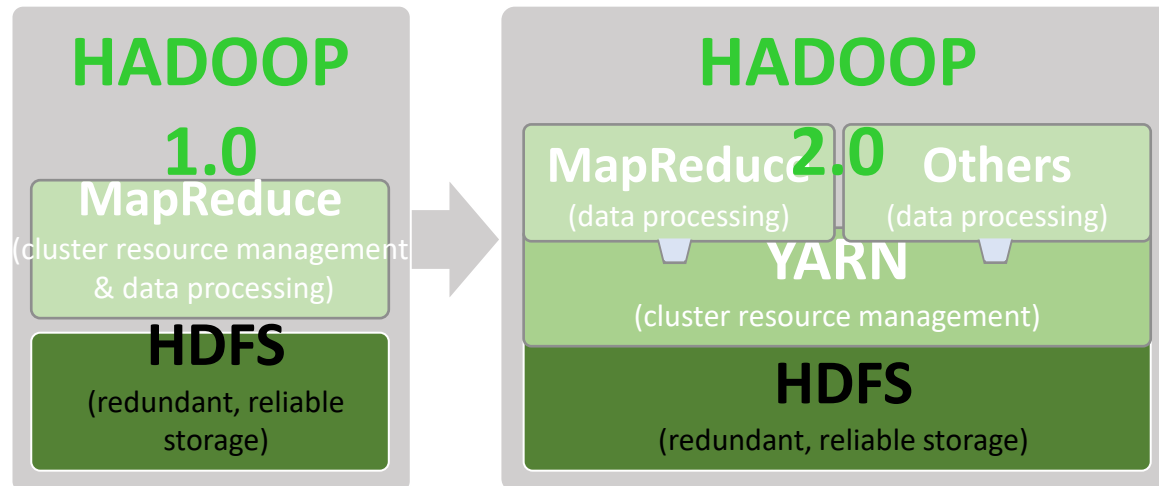 HADOOP
1.0
MapReduce
(cluster resource management
& data processing)
HDFS
(redundant, reliable
storage)
HADOOP
2.0
MapReduce
(data processing)
Others
(data processing)
YARN
(cluster resource management)
HDFS
(redundant, reliable storage)